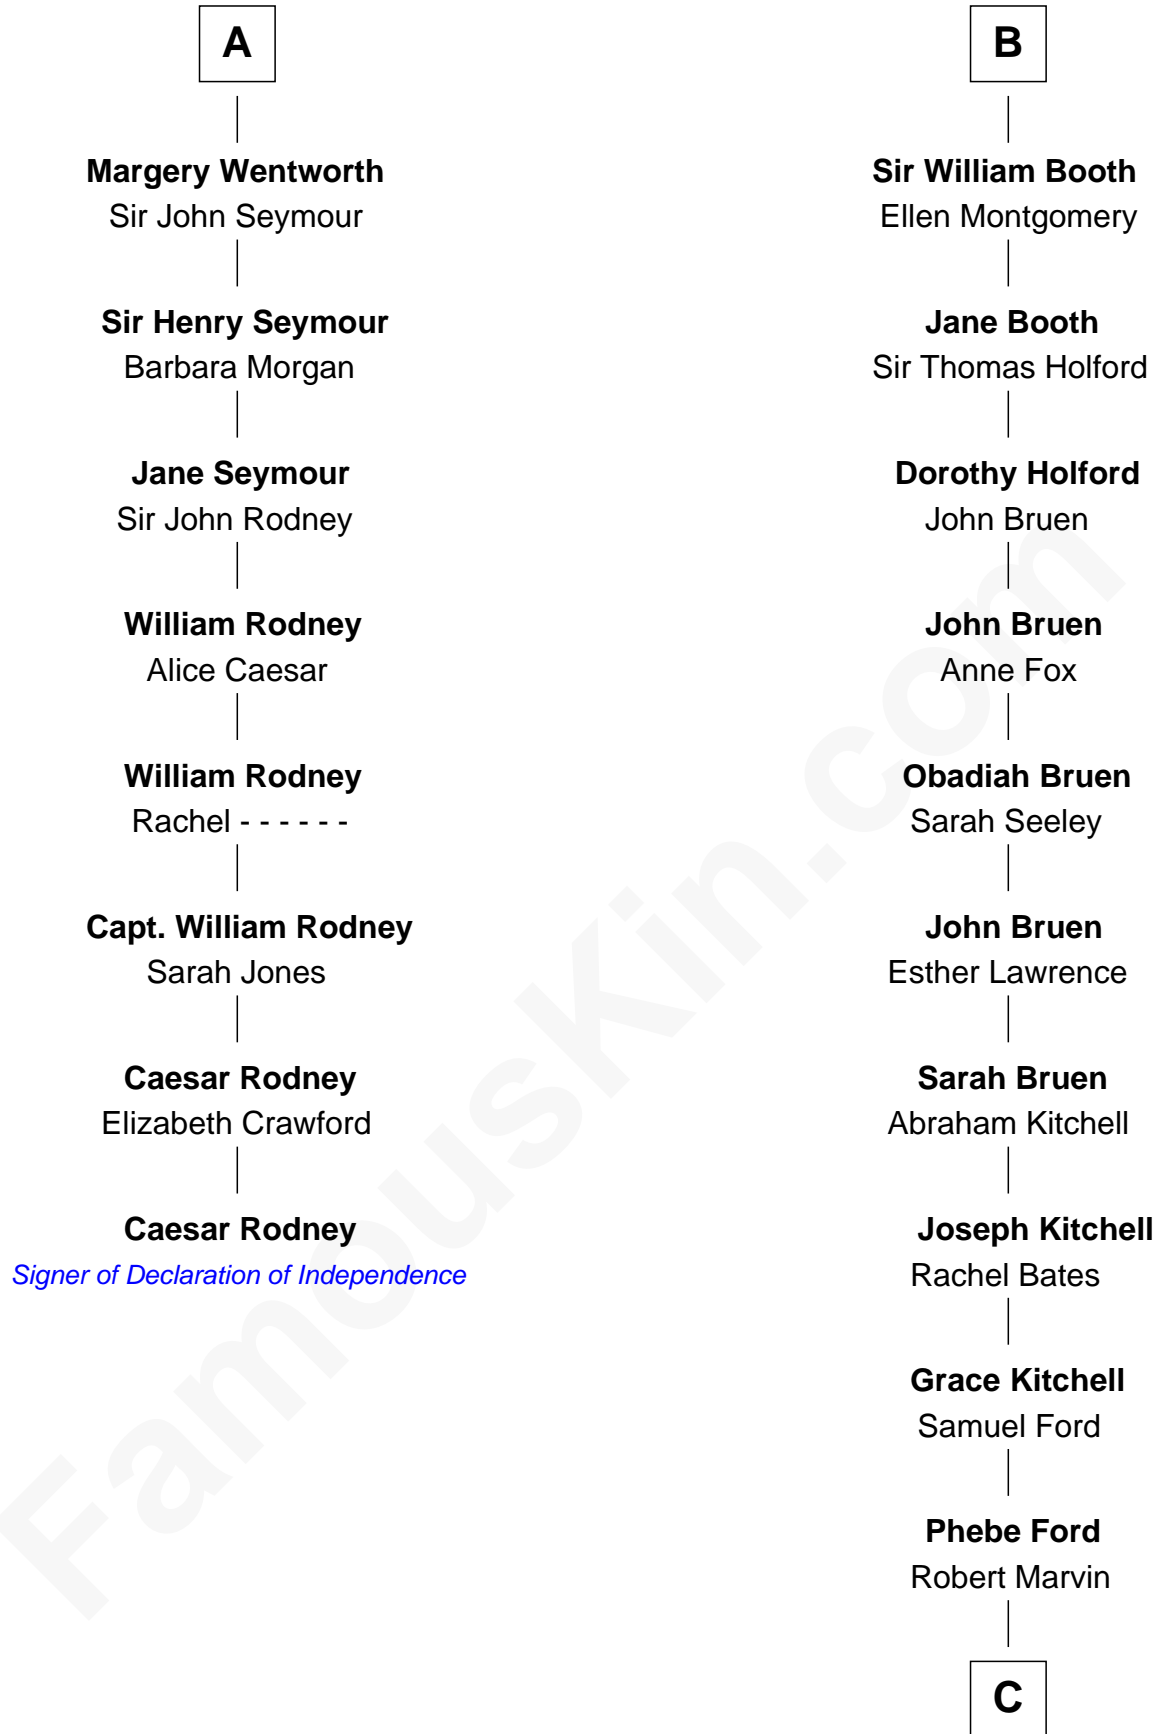 A
Margery Wentworth
Sir John Seymour
Sir Henry Seymour
Barbara Morgan
Jane Seymour
Sir John Rodney
William Rodney
Alice Caesar
William Rodney
Rachel - - - - - -
Capt. William Rodney
Sarah Jones
Caesar Rodney
Elizabeth Crawford
Caesar Rodney
Signer of Declaration of Independence
B
Sir William Booth
Ellen Montgomery
Jane Booth
Sir Thomas Holford
Dorothy Holford
John Bruen
John Bruen
Anne Fox
Obadiah Bruen
Sarah Seeley
John Bruen
Esther Lawrence
Sarah Bruen
Abraham Kitchell
Joseph Kitchell
Rachel Bates
Grace Kitchell
Samuel Ford
Phebe Ford
Robert Marvin
C
FamousKin.com